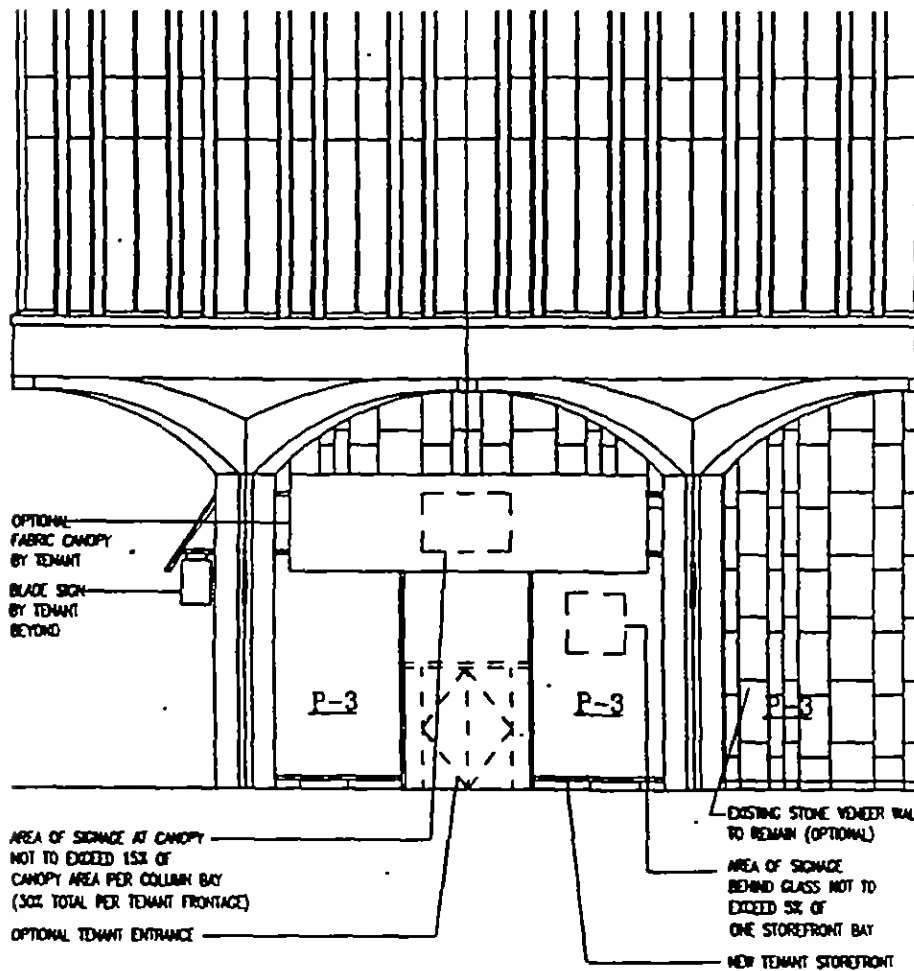 OPTIONAL
FABRIC CANOPY
BY TENANT
BLADE SIGN
BY TENANT
BEYOND
P-3
P-3
P-3
AREA OF SIGNAGE AT CANOPY
NOT TO EXCEED 15% OF
CANOPY AREA PER COLUMN BAY
(30% TOTAL PER TENANT FRONTAGE)
OPTIONAL TENANT ENTRANCE
EXISTING STONE VENEER WAL
TO REMAIN (OPTIONAL)
AREA OF SIGNAGE
BEHIND GLASS NOT TO
EXCEED 5% OF
ONE STOREFRONT BAY
NEW TENANT STOREFRONT